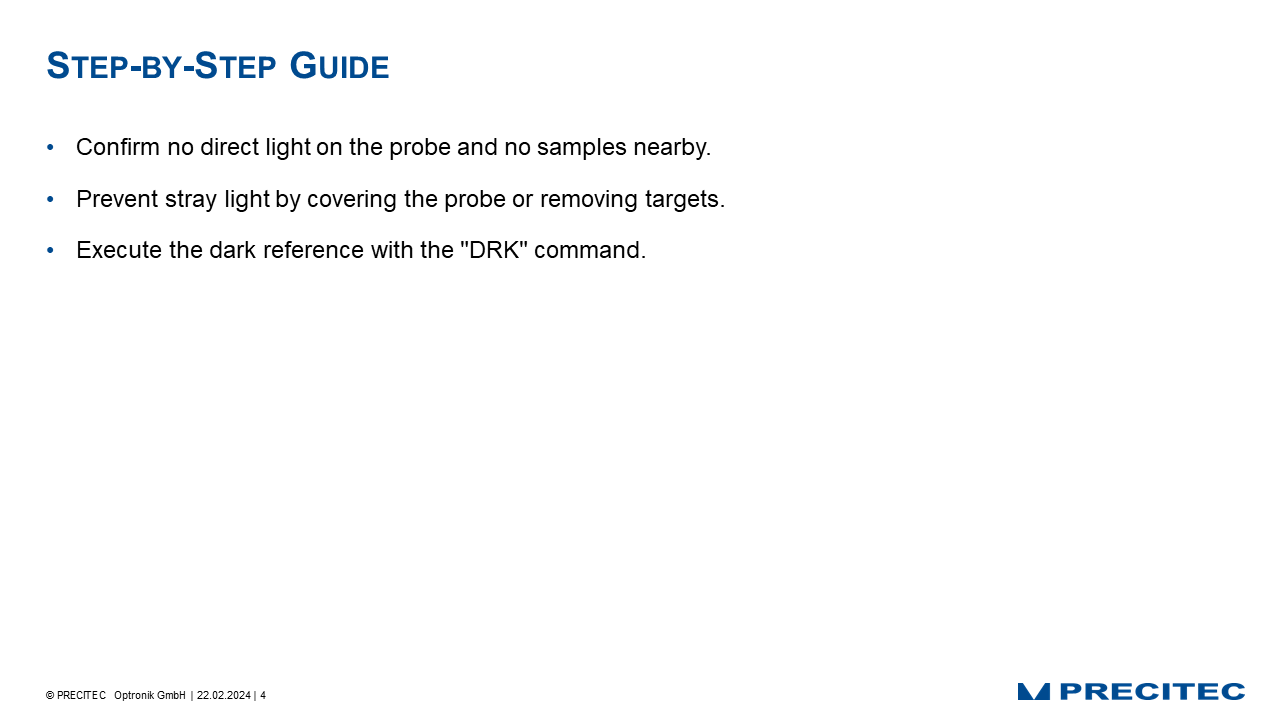 STEP-BY-STEP GUIDE
• Confirm no direct light on the probe and no samples nearby.
• Prevent stray light by covering the probe or removing targets.
• Execute the dark reference with the "DRK" command.
© PRECITEC Optronik GmbH | 22.02.2024 | 4
PRECITEC